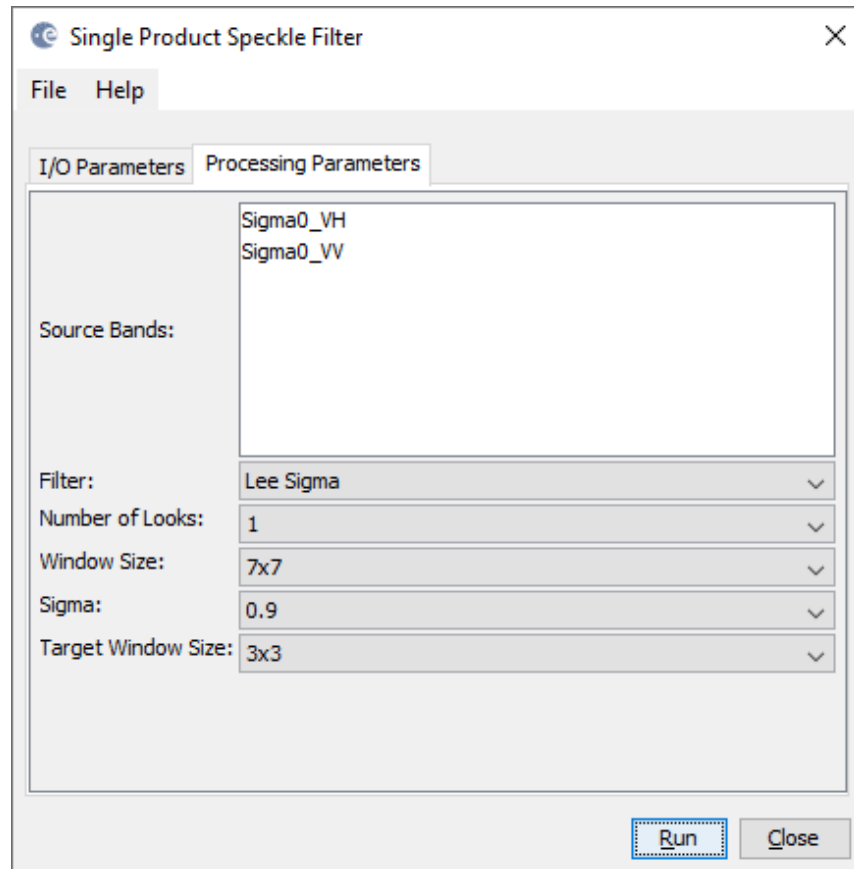 Single Product Speckle Filter
File Help
I/O Parameters Processing Parameters
Source Bands:
Sigma0_VH
Sigma0_VV
Filter: Lee Sigma
Number of Looks: 1
Window Size: 7x7
Sigma: 0.9
Target Window Size: 3x3
Run Close